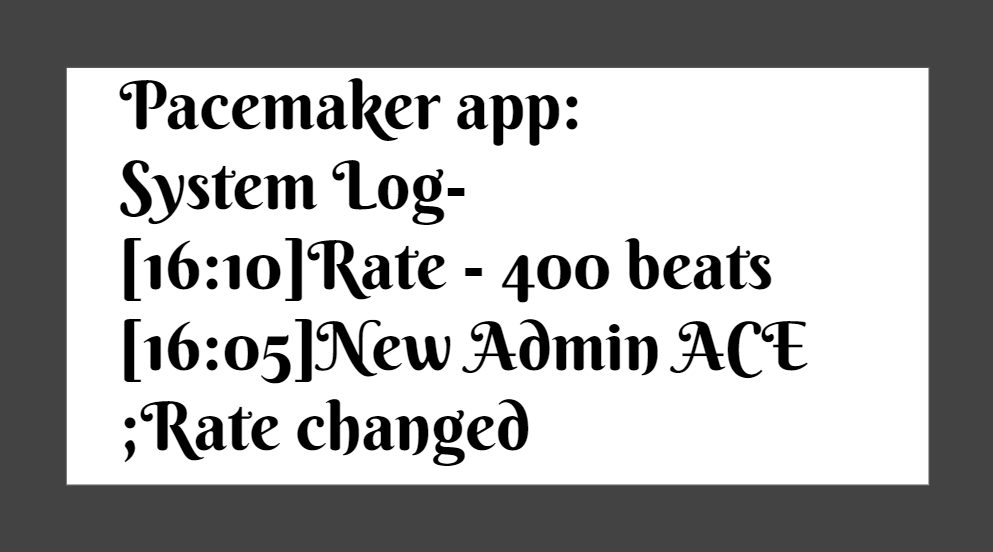 Pacemaker app:
System Log-
[16:10]Rate - 400 beats
[16:05]New Admin ACE
;Rate changed